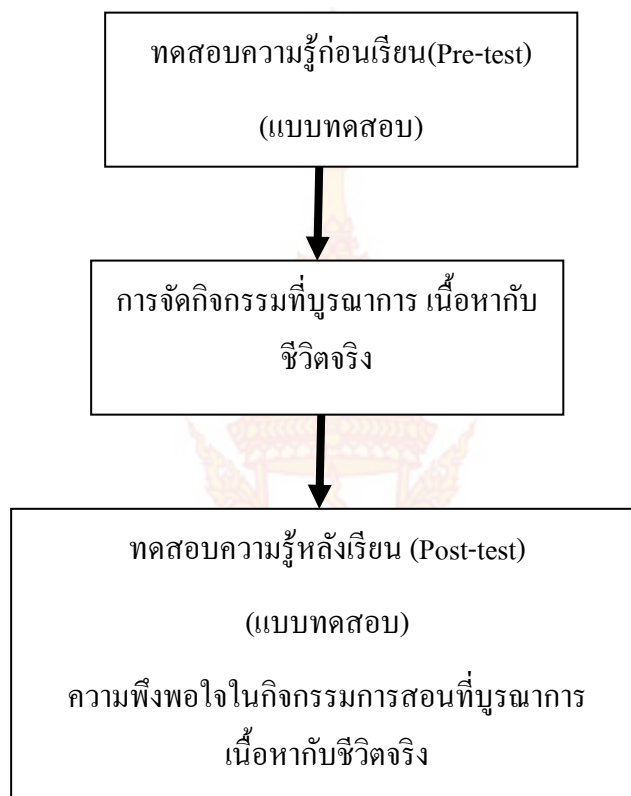 ทดสอบความรู้ก่อนเรียน(Pre-test)
(แบบทดสอบ)
การจัดกิจกรรมที่บูรณาการ เนื้อหากับ
ชีวิตจริง
ทดสอบความรู้หลังเรียน (Post-test)
(แบบทดสอบ)
ความพึงพอใจในกิจกรรมการสอนที่บูรณาการ
เนื้อหากับชีวิตจริง